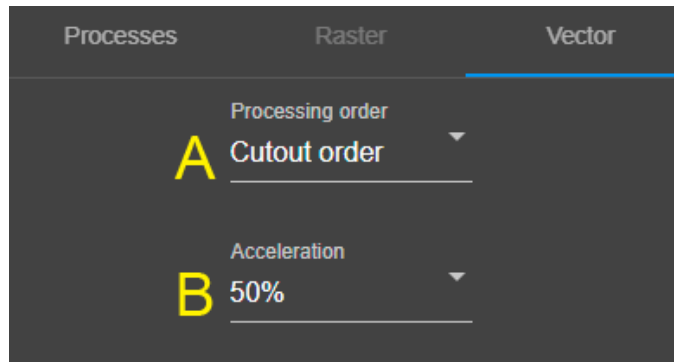 Processes Raster Vector
Processing order
A Cutout order
Acceleration
B 50%